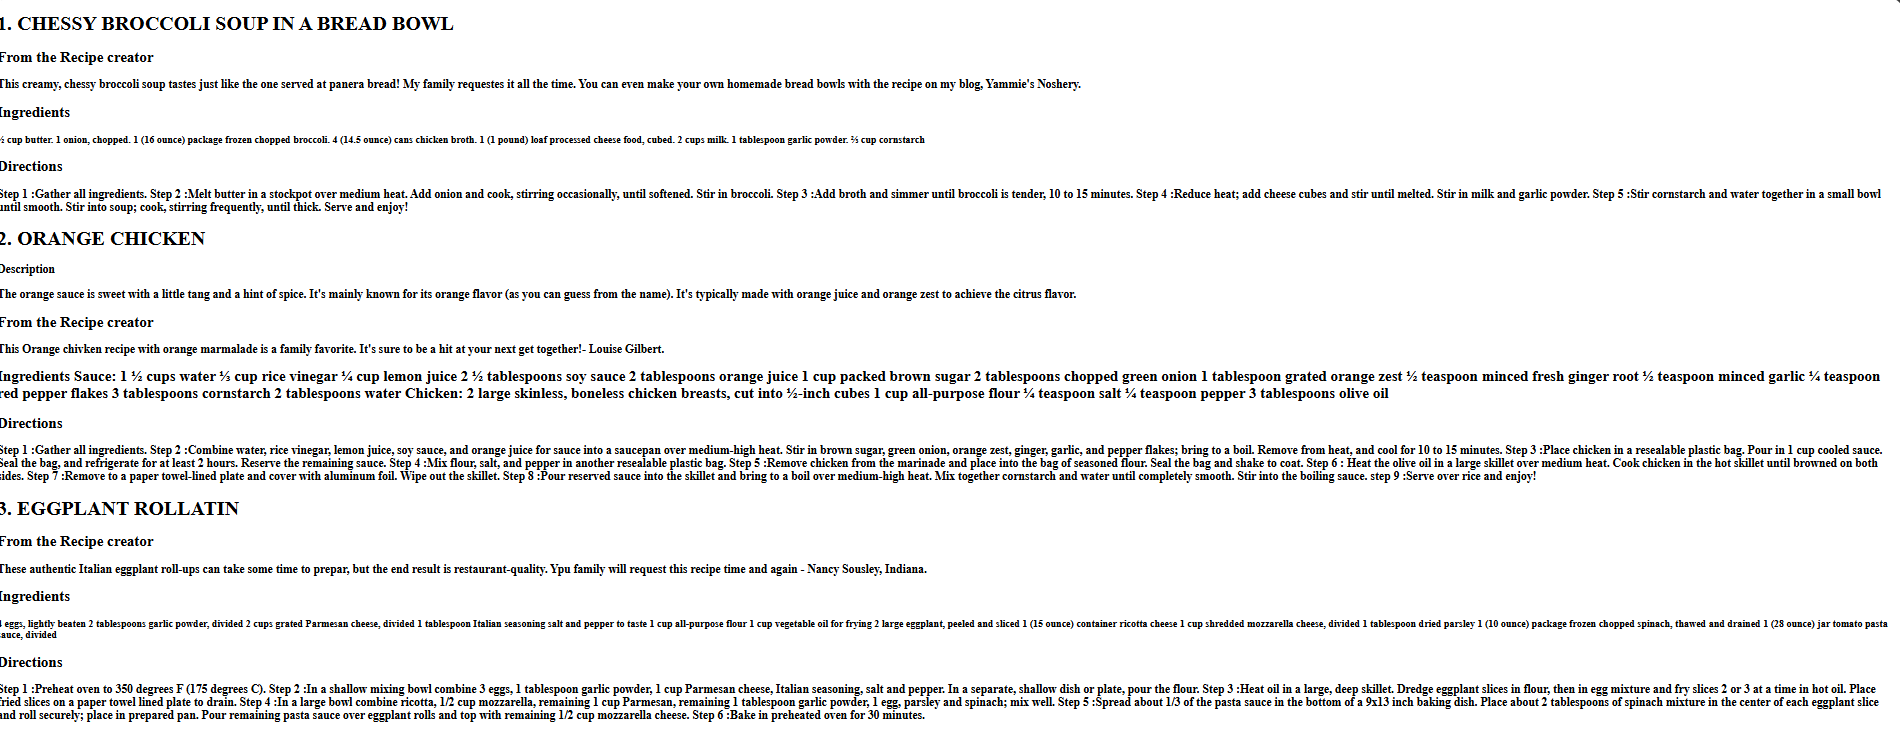 1. CHESSY BROCCOLI SOUP IN A BREAD BOWL
From the Recipe creator
This creamy, chessy broccoli soup tastes just like the one served at panera bread! My family requestes it all the time. You can even make your own homemade bread bowls with the recipe on my blog, Yammie's Noshery.
Ingredients
½ cup butter. 1 onion, chopped. 1 (16 ounce) package frozen chopped broccoli. 4 (14.5 ounce) cans chicken broth. 1 (1 pound) loaf processed cheese food, cubed. 2 cups milk. 1 tablespoon garlic powder. ⅔ cup cornstarch
Directions
Step 1 :Gather all ingredients. Step 2 :Melt butter in a stockpot over medium heat. Add onion and cook, stirring occasionally, until softened. Stir in broccoli. Step 3 :Add broth and simmer until broccoli is tender, 10 to 15 minutes. Step 4 :Reduce heat; add cheese cubes and stir until melted. Stir in milk and garlic powder. Step 5 :Stir cornstarch and water together in a small bowl
until smooth. Stir into soup; cook, stirring frequently, until thick. Serve and enjoy!
2. ORANGE CHICKEN
Description
The orange sauce is sweet with a little tang and a hint of spice. It's mainly known for its orange flavor (as you can guess from the name). It's typically made with orange juice and orange zest to achieve the citrus flavor.
From the Recipe creator
This Orange chivken recipe with orange marmalade is a family favorite. It's sure to be a hit at your next get together!- Louise Gilbert.
Ingredients Sauce: 1 ½ cups water ⅓ cup rice vinegar ¼ cup lemon juice 2 ½ tablespoons soy sauce 2 tablespoons orange juice 1 cup packed brown sugar 2 tablespoons chopped green onion 1 tablespoon grated orange zest ½ teaspoon minced fresh ginger root ½ teaspoon minced garlic ¼ teaspoon
red pepper flakes 3 tablespoons cornstarch 2 tablespoons water Chicken: 2 large skinless, boneless chicken breasts, cut into ½-inch cubes 1 cup all-purpose flour ¼ teaspoon salt ¼ teaspoon pepper 3 tablespoons olive oil
Directions
Step 1 :Gather all ingredients. Step 2 :Combine water, rice vinegar, lemon juice, soy sauce, and orange juice for sauce into a saucepan over medium-high heat. Stir in brown sugar, green onion, orange zest, ginger, garlic, and pepper flakes; bring to a boil. Remove from heat, and cool for 10 to 15 minutes. Step 3 :Place chicken in a resealable plastic bag. Pour in 1 cup cooled sauce.
Seal the bag, and refrigerate for at least 2 hours. Reserve the remaining sauce. Step 4 :Mix flour, salt, and pepper in another resealable plastic bag. Step 5 :Remove chicken from the marinade and place into the bag of seasoned flour. Seal the bag and shake to coat. Step 6 : Heat the olive oil in a large skillet over medium heat. Cook chicken in the hot skillet until browned on both
sides. Step 7 :Remove to a paper towel-lined plate and cover with aluminum foil. Wipe out the skillet. Step 8 :Pour reserved sauce into the skillet and bring to a boil over medium-high heat. Mix together cornstarch and water until completely smooth. Stir into the boiling sauce. step 9 :Serve over rice and enjoy!
3. EGGPLANT ROLLATIN
From the Recipe creator
These authentic Italian eggplant roll-ups can take some time to prepar, but the end result is restaurant-quality. Ypu family will request this recipe time and again - Nancy Sousley, Indiana.
Ingredients
4 eggs, lightly beaten 2 tablespoons garlic powder, divided 2 cups grated Parmesan cheese, divided 1 tablespoon Italian seasoning salt and pepper to taste 1 cup all-purpose flour 1 cup vegetable oil for frying 2 large eggplant, peeled and sliced 1 (15 ounce) container ricotta cheese 1 cup shredded mozzarella cheese, divided 1 tablespoon dried parsley 1 (10 ounce) package frozen chopped spinach, thawed and drained 1 (28 ounce) jar tomato pasta
sauce, divided
Directions
Step 1 :Preheat oven to 350 degrees F (175 degrees C). Step 2 :In a shallow mixing bowl combine 3 eggs, 1 tablespoon garlic powder, 1 cup Parmesan cheese, Italian seasoning, salt and pepper. In a separate, shallow dish or plate, pour the flour. Step 3 :Heat oil in a large, deep skillet. Dredge eggplant slices in flour, then in egg mixture and fry slices 2 or 3 at a time in hot oil. Place
fried slices on a paper towel lined plate to drain. Step 4 :In a large bowl combine ricotta, 1/2 cup mozzarella, remaining 1 cup Parmesan, remaining 1 tablespoon garlic powder, 1 egg, parsley and spinach; mix well. Step 5 :Spread about 1/3 of the pasta sauce in the bottom of a 9x13 inch baking dish. Place about 2 tablespoons of spinach mixture in the center of each eggplant slice
and roll securely; place in prepared pan. Pour remaining pasta sauce over eggplant rolls and top with remaining 1/2 cup mozzarella cheese. Step 6 :Bake in preheated oven for 30 minutes.